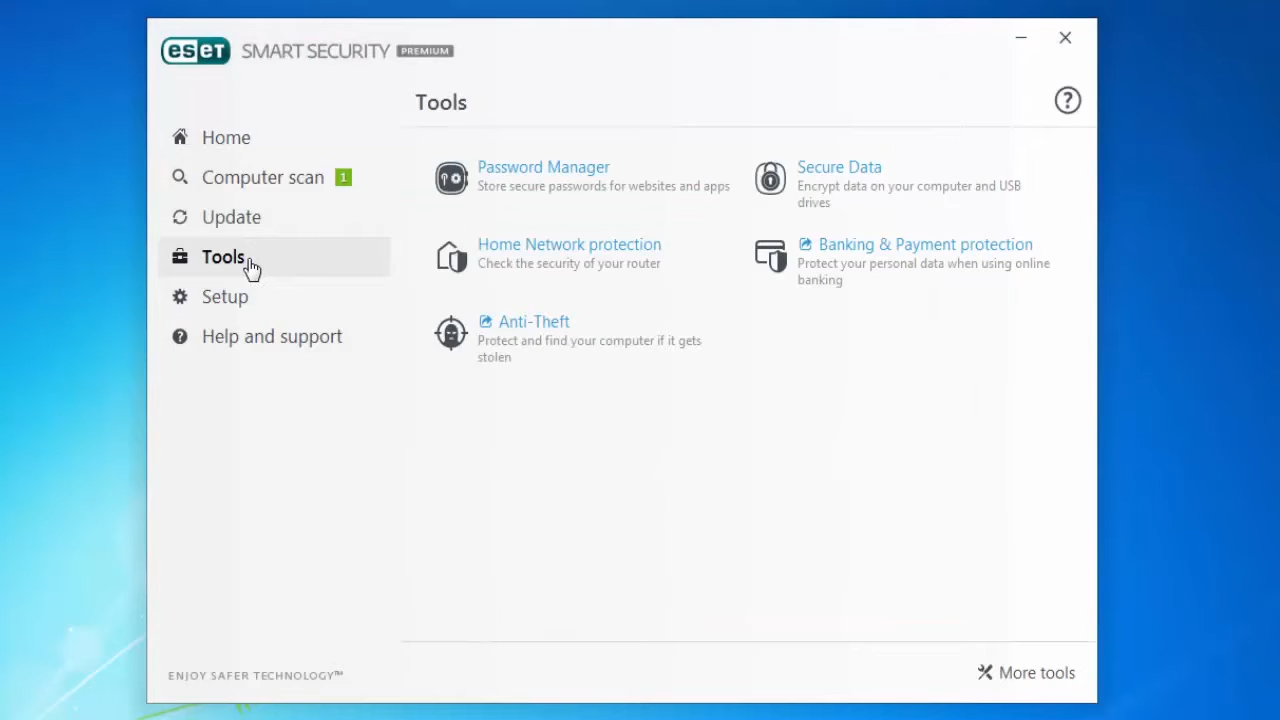 eset SMART SECURITY PREMIUM
Tools
?
Home
Computer scan 1
Update
Tools
Setup
Help and support
Password Manager
Store secure passwords for websites and apps
Secure Data
Encrypt data on your computer and USB
drives
Home Network protection
Check the security of your router
Banking & Payment protection
Protect your personal data when using online
banking
Anti-Theft
Protect and find your computer if it gets
stolen
ENJOY SAFER TECHNOLOGY™
More tools